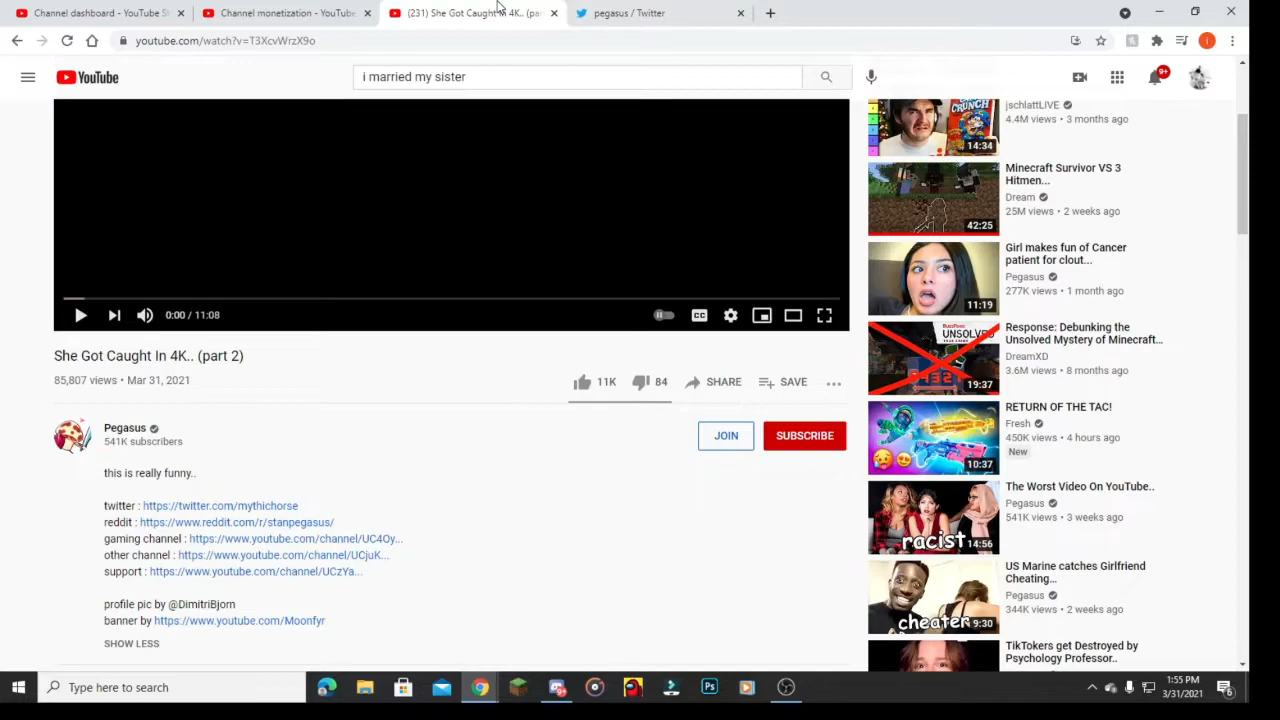 Channel dashboard - YouTube S
Channel monetization - YouTube
(231) She Got Caught In 4K.. (par
pegasus / Twitter
youtube.com/watch?v=T3XcvWrzX9o
YouTube
i married my sister
9+
jschlattLIVE
4.4M views • 3 months ago
CRUNCH
14:34
Minecraft Survivor VS 3
Hitmen...
Dream
25M views • 2 weeks ago
42:25
Girl makes fun of Cancer
patient for clout...
Pegasus
277K views • 1 month ago
11:19
0:00 / 11:08
CC
Response: Debunking the
Unsolved Mystery of Minecraft...
DreamXD
3.6M views • 8 months ago
UNSOLVED
19:37
She Got Caught In 4K.. (part 2)
85,807 views • Mar 31, 2021
11K
84
SHARE
SAVE
RETURN OF THE TAC!
Fresh
450K views • 4 hours ago
New
10:37
Pegasus
541K subscribers
JOIN
SUBSCRIBE
this is really funny..
twitter : https://twitter.com/mythichorse
reddit : https://www.reddit.com/r/stanpegasus/
gaming channel : https://www.youtube.com/channel/UC4Oy...
other channel : https://www.youtube.com/channel/UCjuK...
support : https://www.youtube.com/channel/UCzYa...
profile pic by @DimitriBjorn
banner by https://www.youtube.com/Moonfyr
SHOW LESS
The Worst Video On YouTube..
Pegasus
541K views • 3 weeks ago
racist
14:56
US Marine catches Girlfriend
Cheating...
Pegasus
344K views • 2 weeks ago
cheater
9:30
TikTokers get Destroyed by
Psychology Professor..
Type here to search
Ps
1:55 PM
3/31/2021
6